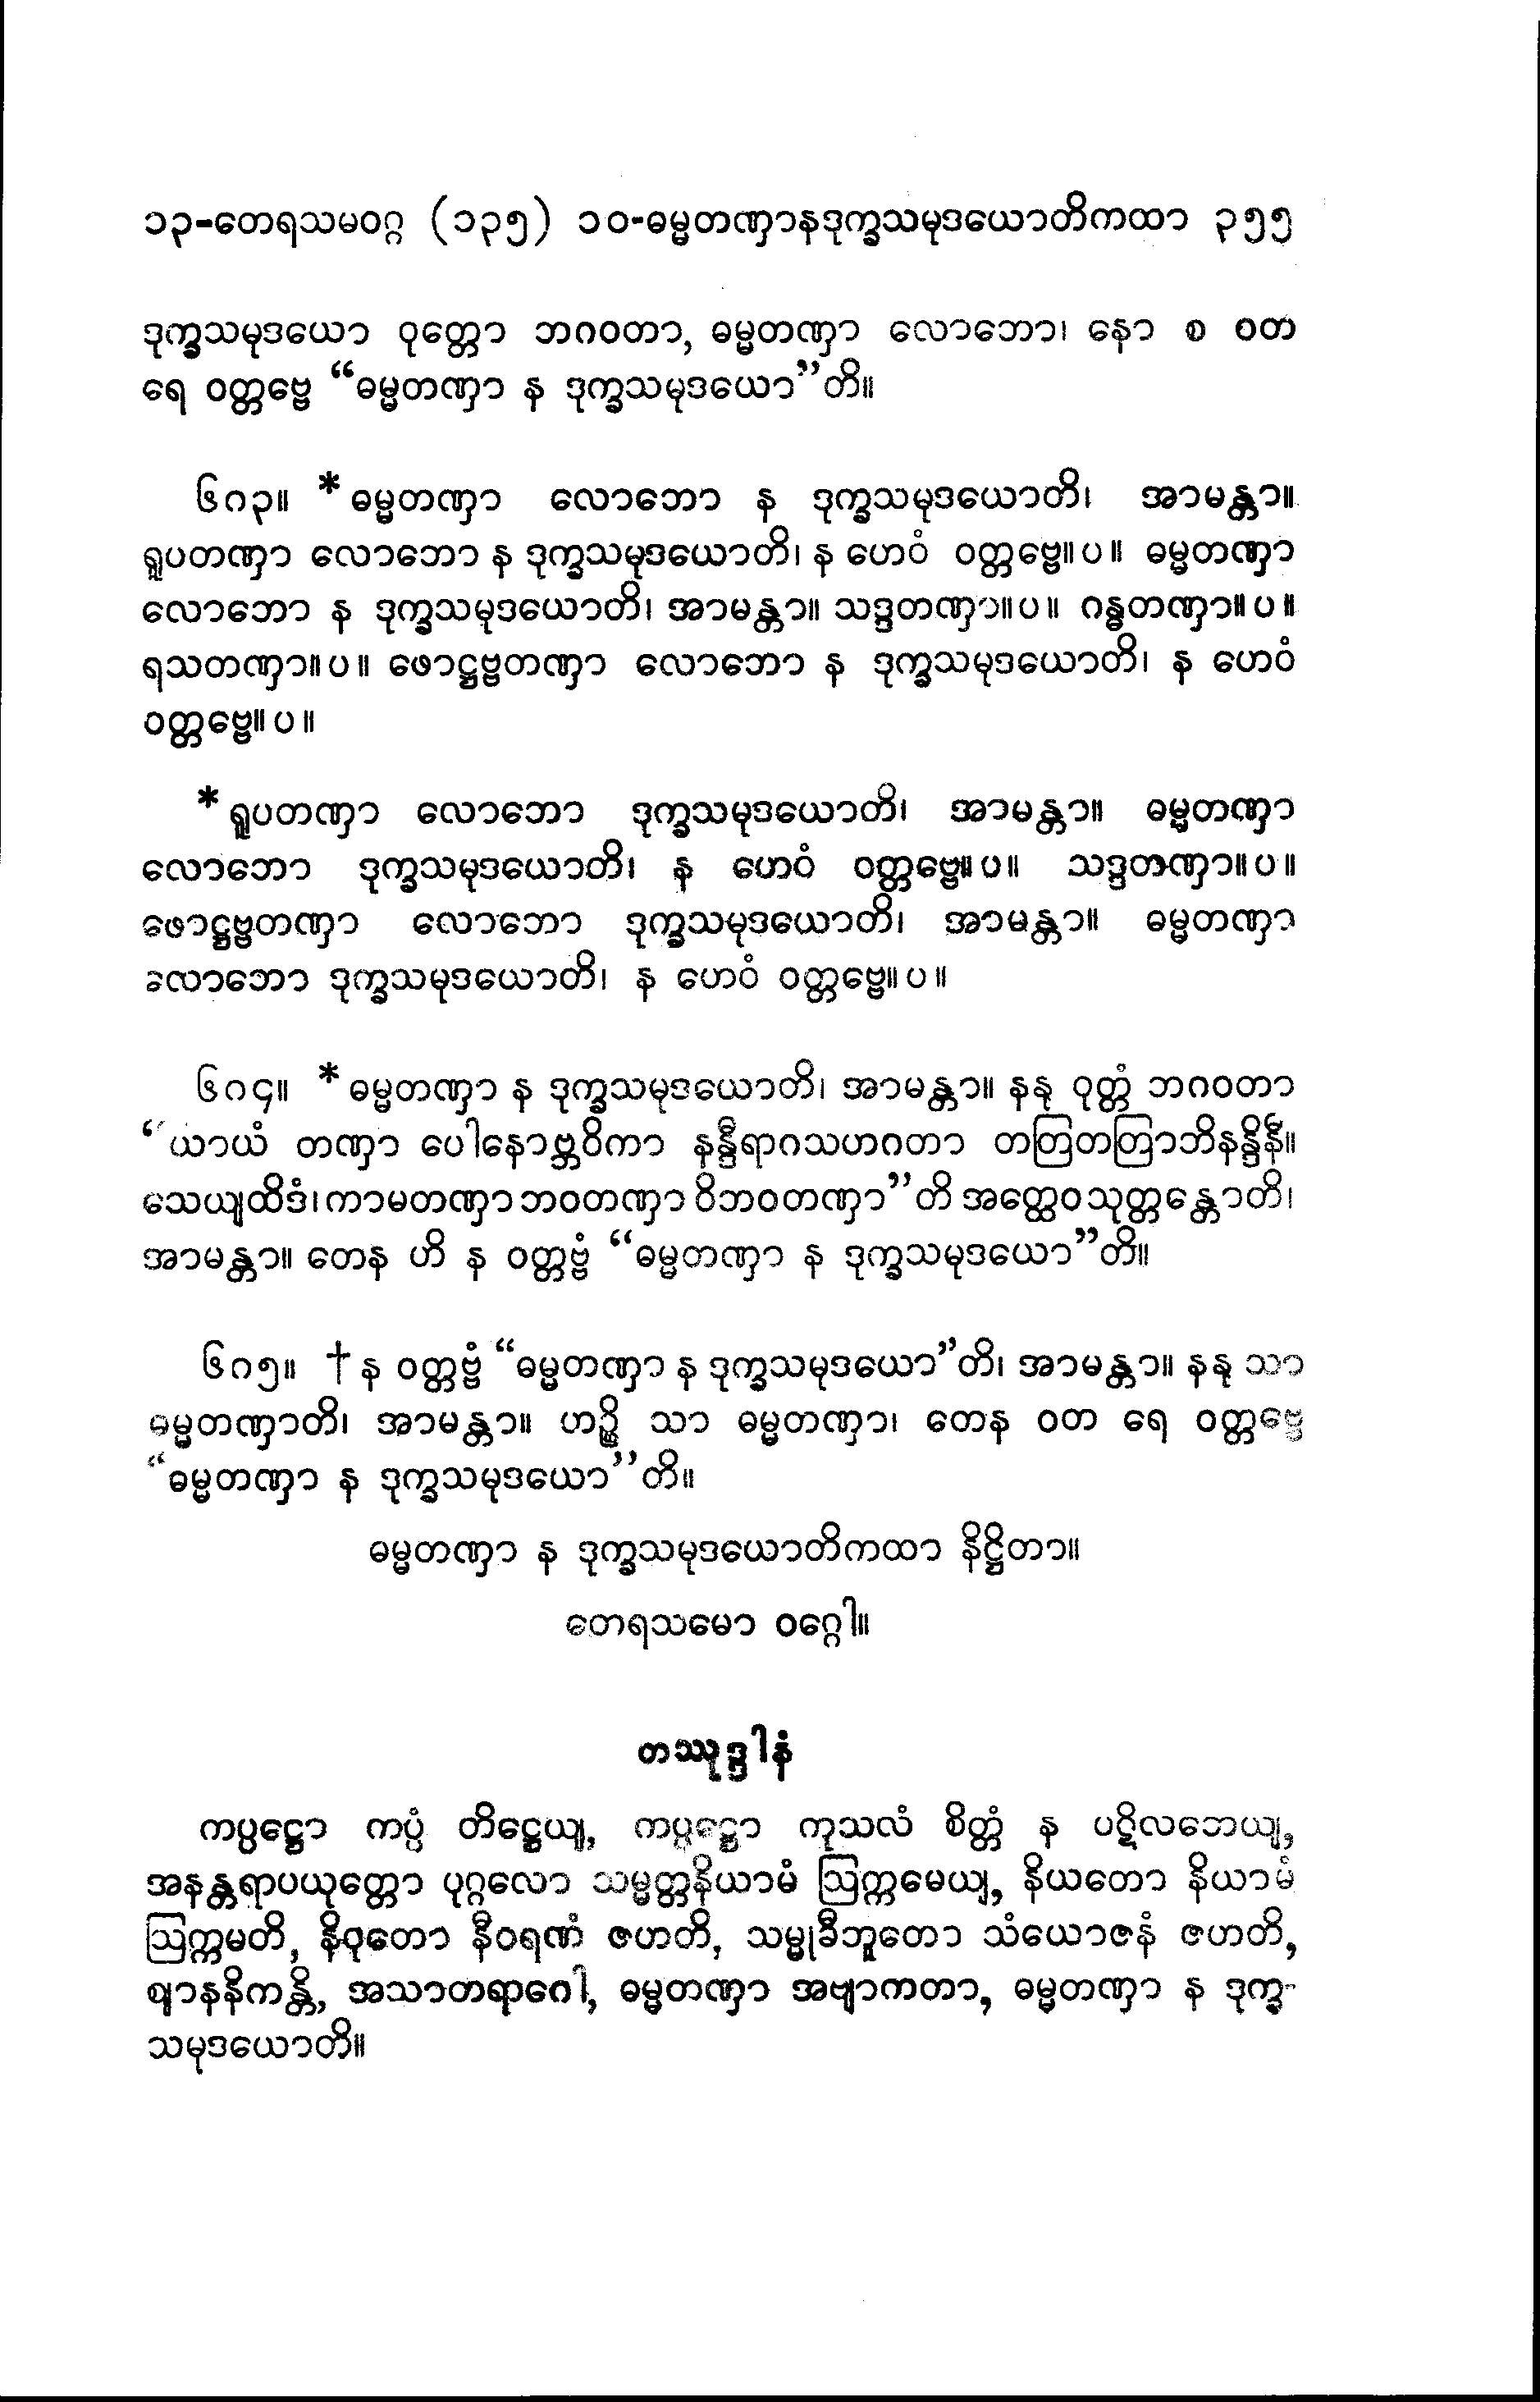 ၁၃-တေရသမဝဂ္ဂ (၁၃၅) ၁၀-ဓမ္မတဏှာနဒုက္ခသမုဒယောတိကထာ ၃၅၅
ဒုက္ခသမုဒယော ဝုတ္တော ဘဂဝတာ, ဓမ္မတဏှာ လောဘော၊ နော စ ဝတ
ရေ ဝတ္တဗ္ဗေ “ဓမ္မတဏှာ န ဒုက္ခသမုဒယော”တိ။
၆၈၃။ *ဓမ္မတဏှာ လောဘော န ဒုက္ခသမုဒယောတိ၊ အာမန္တာ။
ရူပတဏှာ လောဘော န ဒုက္ခသမုဒယောတိ၊ န ဟေဝံ ဝတ္တဗ္ဗေ။ပ။ ဓမ္မတဏှာ
လောဘော န ဒုက္ခသမုဒယောတိ၊ အာမန္တာ။ သဒ္ဒတဏှာ။ပ။ ဂန္ဓတဏှာ။ပ။
ရသတဏှာ။ပ။ ဖောဋ္ဌဗ္ဗတဏှာ လောဘော န ဒုက္ခသမုဒယောတိ၊ န ဟေဝံ
ဝတ္တဗ္ဗေ။ပ။
*ရူပတဏှာ လောဘော ဒုက္ခသမုဒယောတိ၊ အာမန္တာ။ ဓမ္မတဏှာ
လောဘော ဒုက္ခသမုဒယောတိ၊ န ဟေဝံ ဝတ္တဗ္ဗေ။ပ။ သဒ္ဒတဏှာ။ပ။
ဖောဋ္ဌဗ္ဗတဏှာ လောဘော ဒုက္ခသမုဒယောတိ၊ အာမန္တာ။ ဓမ္မတဏှာ
လောဘော ဒုက္ခသမုဒယောတိ၊ န ဟေဝံ ဝတ္တဗ္ဗေ။ပ။
၆၈၄။ *ဓမ္မတဏှာ န ဒုက္ခသမုဒယောတိ၊ အာမန္တာ။ နနု ဝုတ္တံ ဘဂဝတာ
“ယာယံ တဏှာ ပေါနောဗ္ဘဝိကာ နန္ဒီရာဂသဟဂတာ တတြတတြာဘိနန္ဒိနီ။
သေယျထိဒံ၊ ကာမတဏှာ ဘဝတဏှာ ဝိဘဝတဏှာ”တိ အတ္ထေဝ သုတ္တန္တောတိ၊
အာမန္တာ။ တေန ဟိ န ဝတ္တဗ္ဗံ “ဓမ္မတဏှာ န ဒုက္ခသမုဒယော”တိ။
၆၈၅။ †န ဝတ္တဗ္ဗံ “ဓမ္မတဏှာ န ဒုက္ခသမုဒယော”တိ၊ အာမန္တာ။ နနု သာ
ဓမ္မတဏှာတိ၊ အာမန္တာ။ ဟဉ္စိ သာ ဓမ္မတဏှာ၊ တေန ဝတ ရေ ဝတ္တဗ္ဗေ
“ဓမ္မတဏှာ န ဒုက္ခသမုဒယော”တိ။
ဓမ္မတဏှာ န ဒုက္ခသမုဒယောတိကထာ နိဋ္ဌိတာ။
တေရသမော ဝဂ္ဂေါ။
တဿုဒ္ဒါနံ
ကပ္ပဋ္ဌော ကပ္ပံ တိဋ္ဌေယျ, ကပ္ပဋ္ဌော ကုသလံ စိတ္တံ န ပဋိလဘေယျ,
အနန္တရာပယုတ္တော ပုဂ္ဂလော သမ္မတ္တနိယာမံ ဩက္ကမေယျ, နိယတော နိယာမံ
ဩက္ကမတိ, နိဝုတော နီဝရဏံ ဇဟတိ, သမ္မုခီဘူတော သံယောဇနံ ဇဟတိ,
ဈာနနိကန္တိ, အသာတရာဂေါ, ဓမ္မတဏှာ အဗျာကတာ, ဓမ္မတဏှာ န ဒုက္ခ-
သမုဒယောတိ။